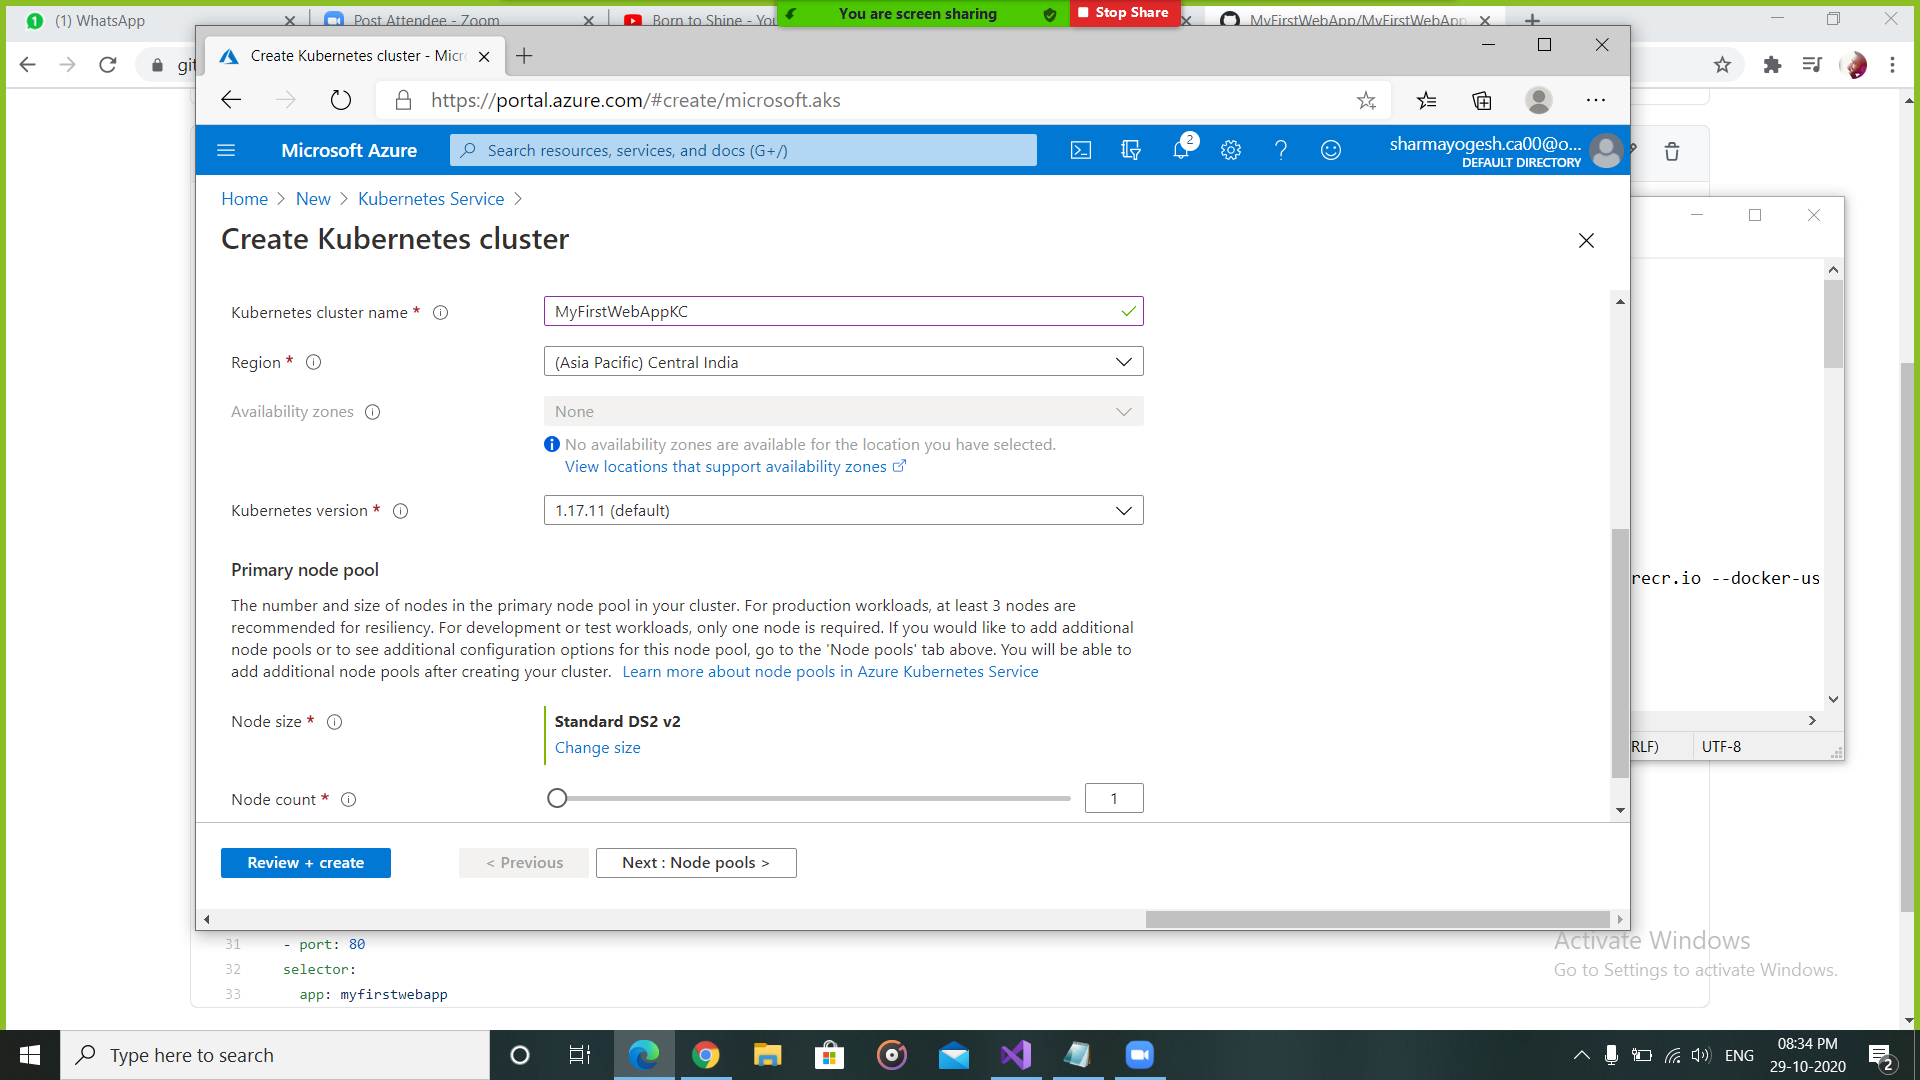 (1) WhatsApp
Post Attendee - Zoom
Born to Shine - You
You are screen sharing
Stop Share
MyFirstWebApp/MyFirstWebApp
Create Kubernetes cluster - Micr
https://portal.azure.com/#create/microsoft.aks
Microsoft Azure
Search resources, services, and docs (G+/)
2
sharmayogesh.ca00@o...
DEFAULT DIRECTORY
Home > New > Kubernetes Service >
Create Kubernetes cluster
Kubernetes cluster name *
MyFirstWebAppKC
Region *
(Asia Pacific) Central India
Availability zones
None
No availability zones are available for the location you have selected.
View locations that support availability zones
Kubernetes version *
1.17.11 (default)
Primary node pool
The number and size of nodes in the primary node pool in your cluster. For production workloads, at least 3 nodes are
recommended for resiliency. For development or test workloads, only one node is required. If you would like to add additional
node pools or to see additional configuration options for this node pool, go to the 'Node pools' tab above. You will be able to
add additional node pools after creating your cluster. Learn more about node pools in Azure Kubernetes Service
Node size *
Standard DS2 v2
Change size
Node count *
1
Review + create
< Previous
Next : Node pools >
recr.io --docker-us
RLF)
UTF-8
31 - port: 80
32 selector:
33 app: myfirstwebapp
Activate Windows
Go to Settings to activate Windows.
Type here to search
ENG
08:34 PM
29-10-2020
2